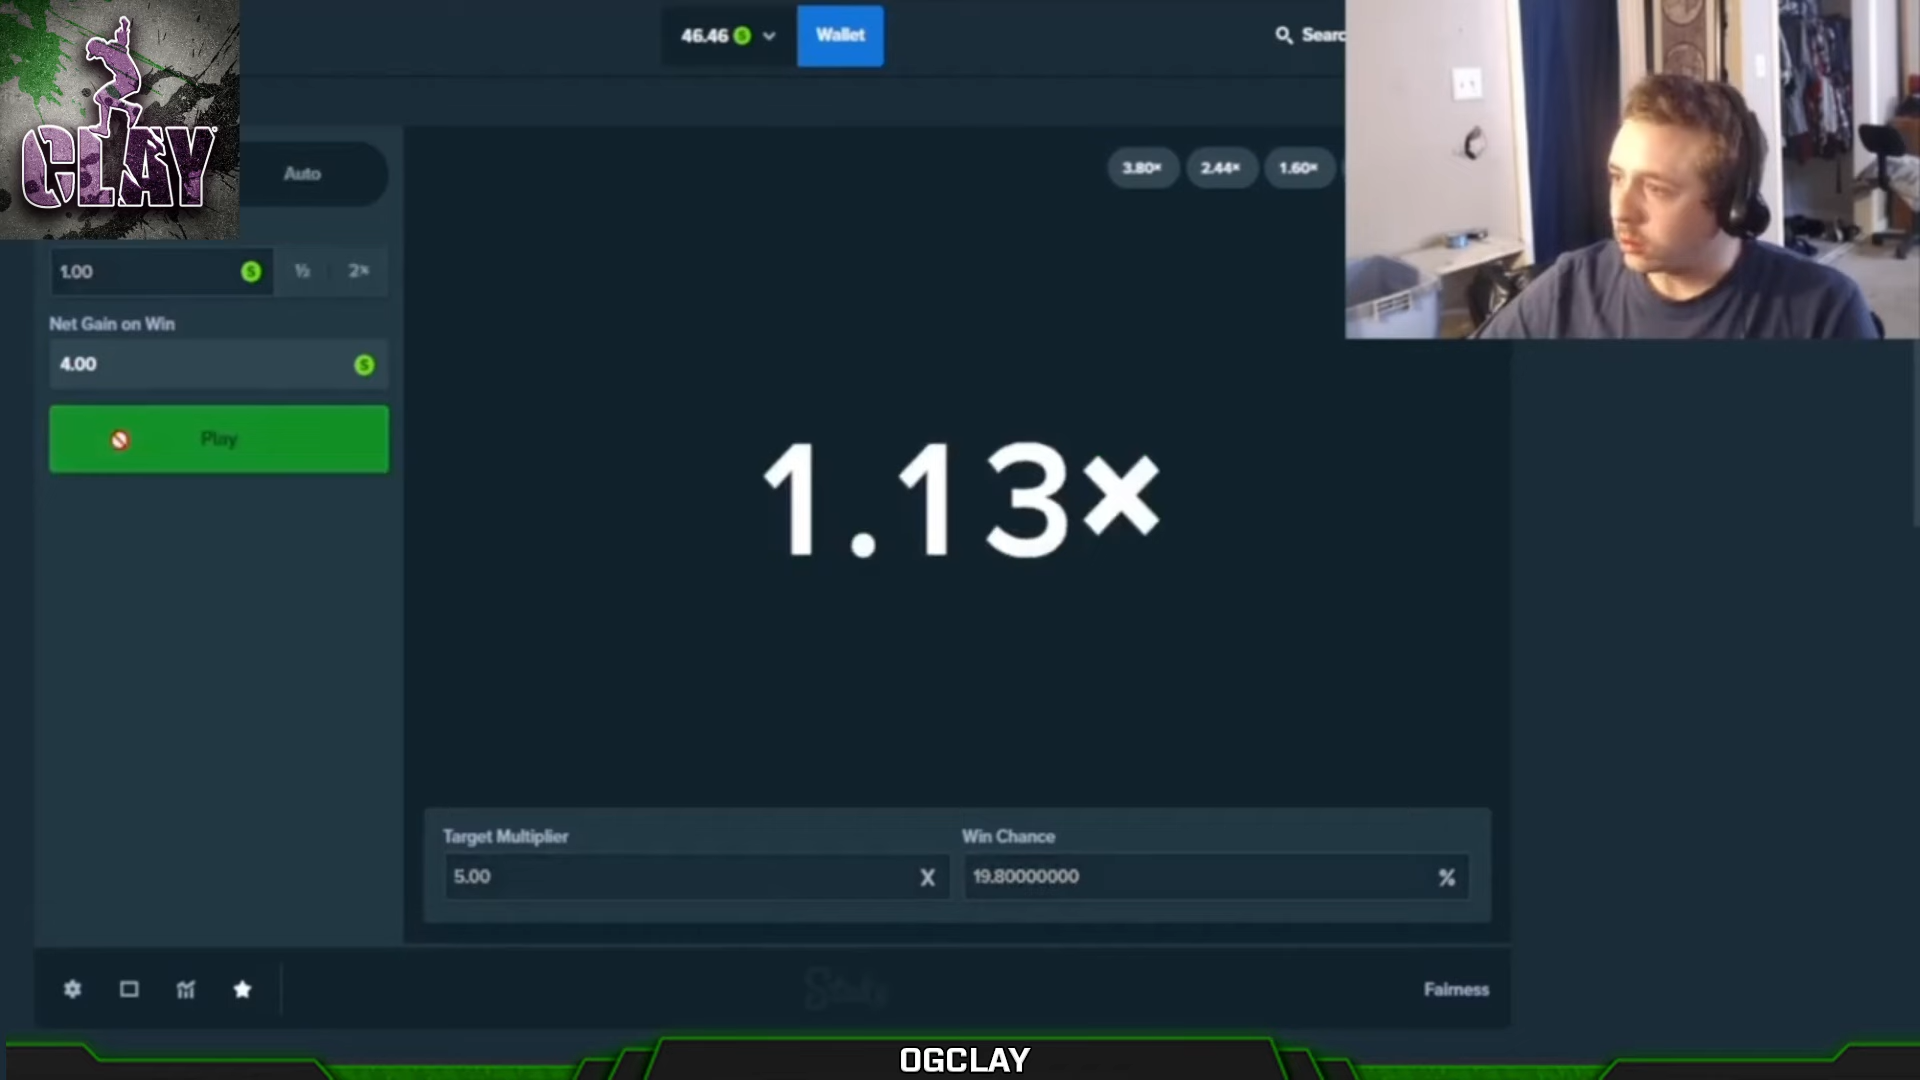 CLAY
46.46
Wallet
Searc
Auto
3.80×
2.44×
1.60×
1.00
½
2×
Net Gain on Win
4.00
Play
1.13×
Target Multiplier
Win Chance
5.00
X
19.80000000
%
Stake
Fairness
OGCLAY